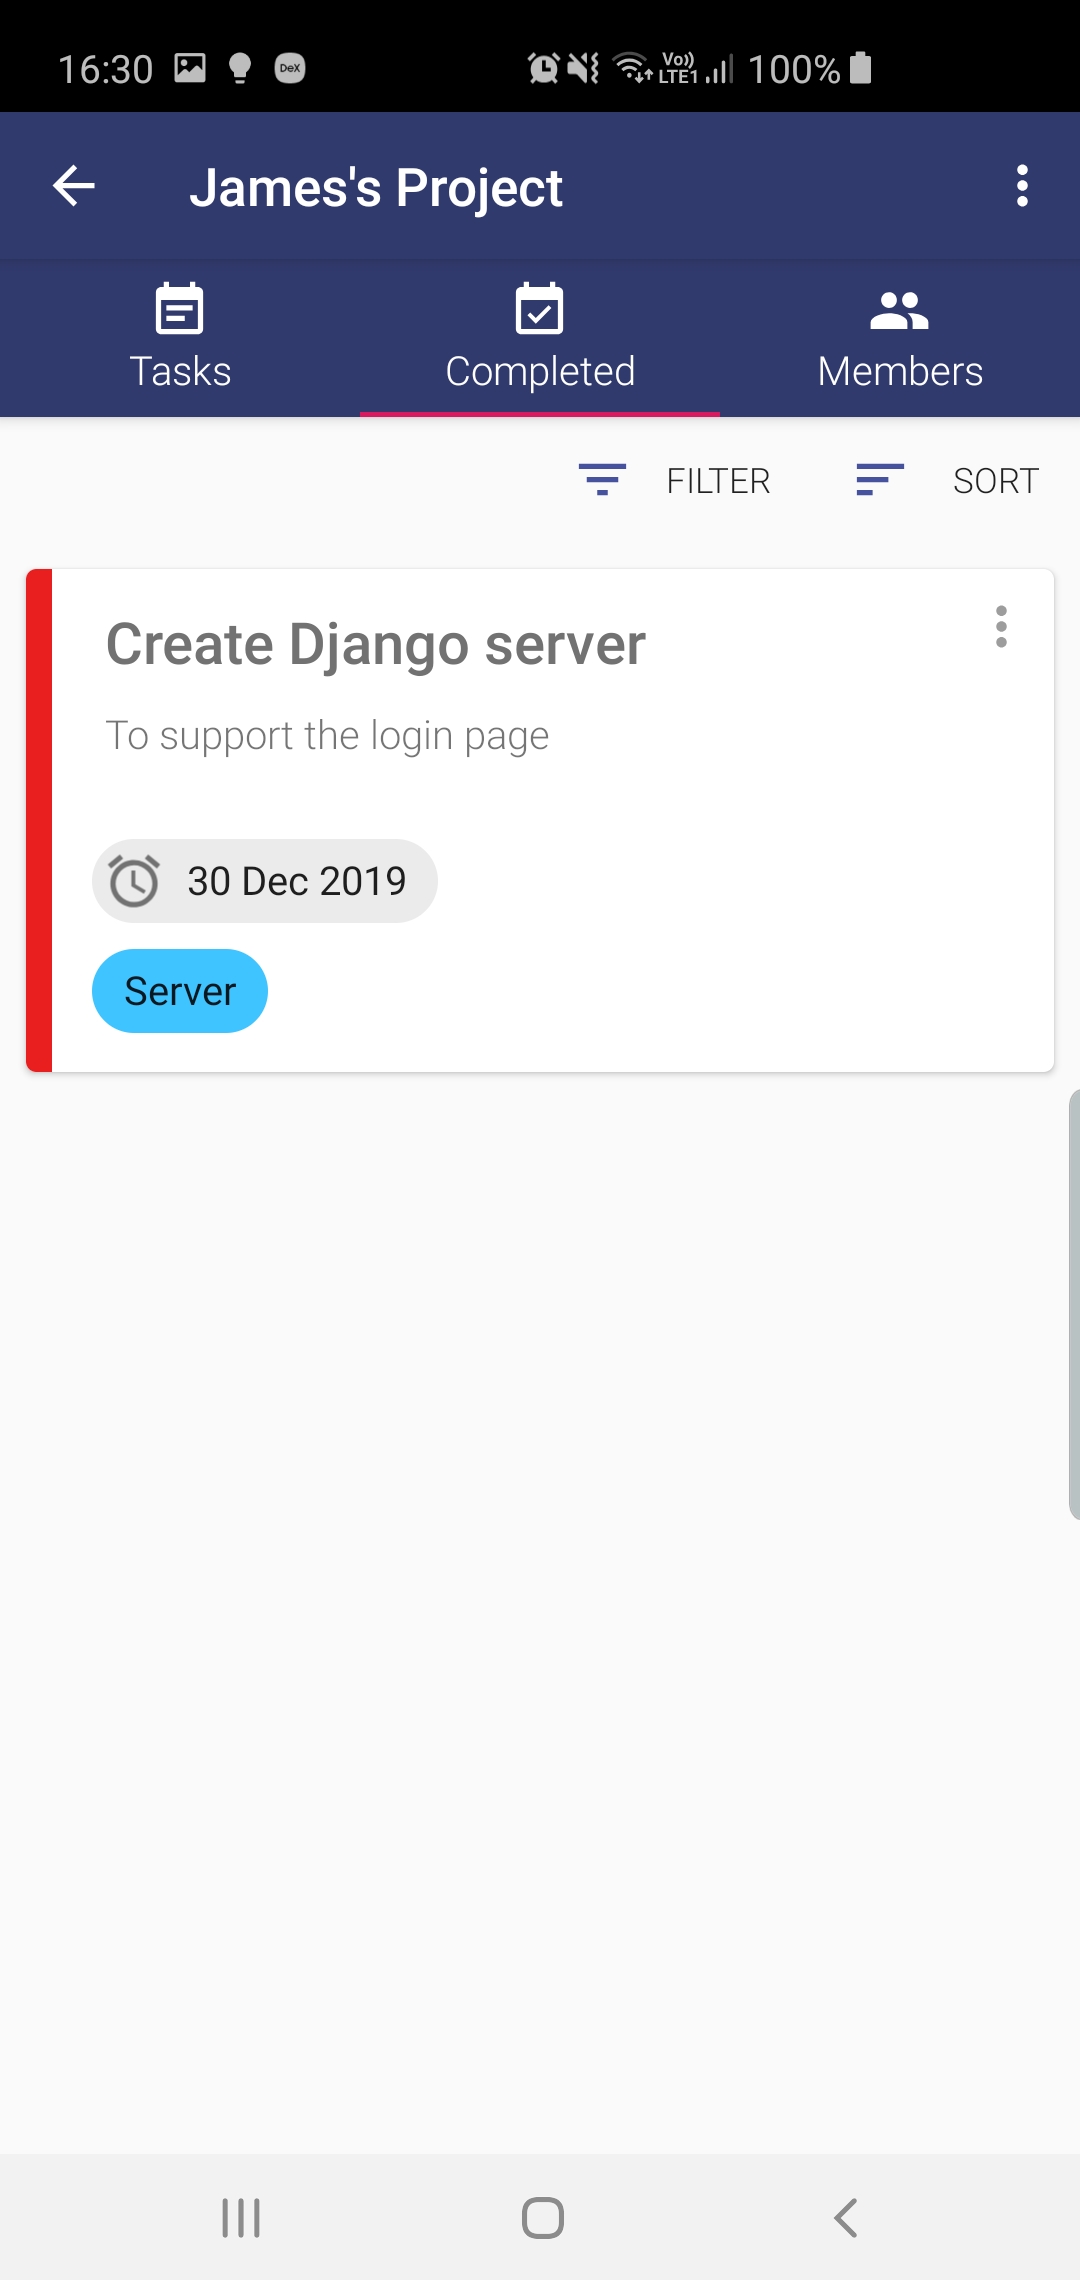 16:30 DeX Vo)) LTE1 100%
James's Project
Tasks Completed Members
FILTER SORT
Create Django server
To support the login page
30 Dec 2019
Server